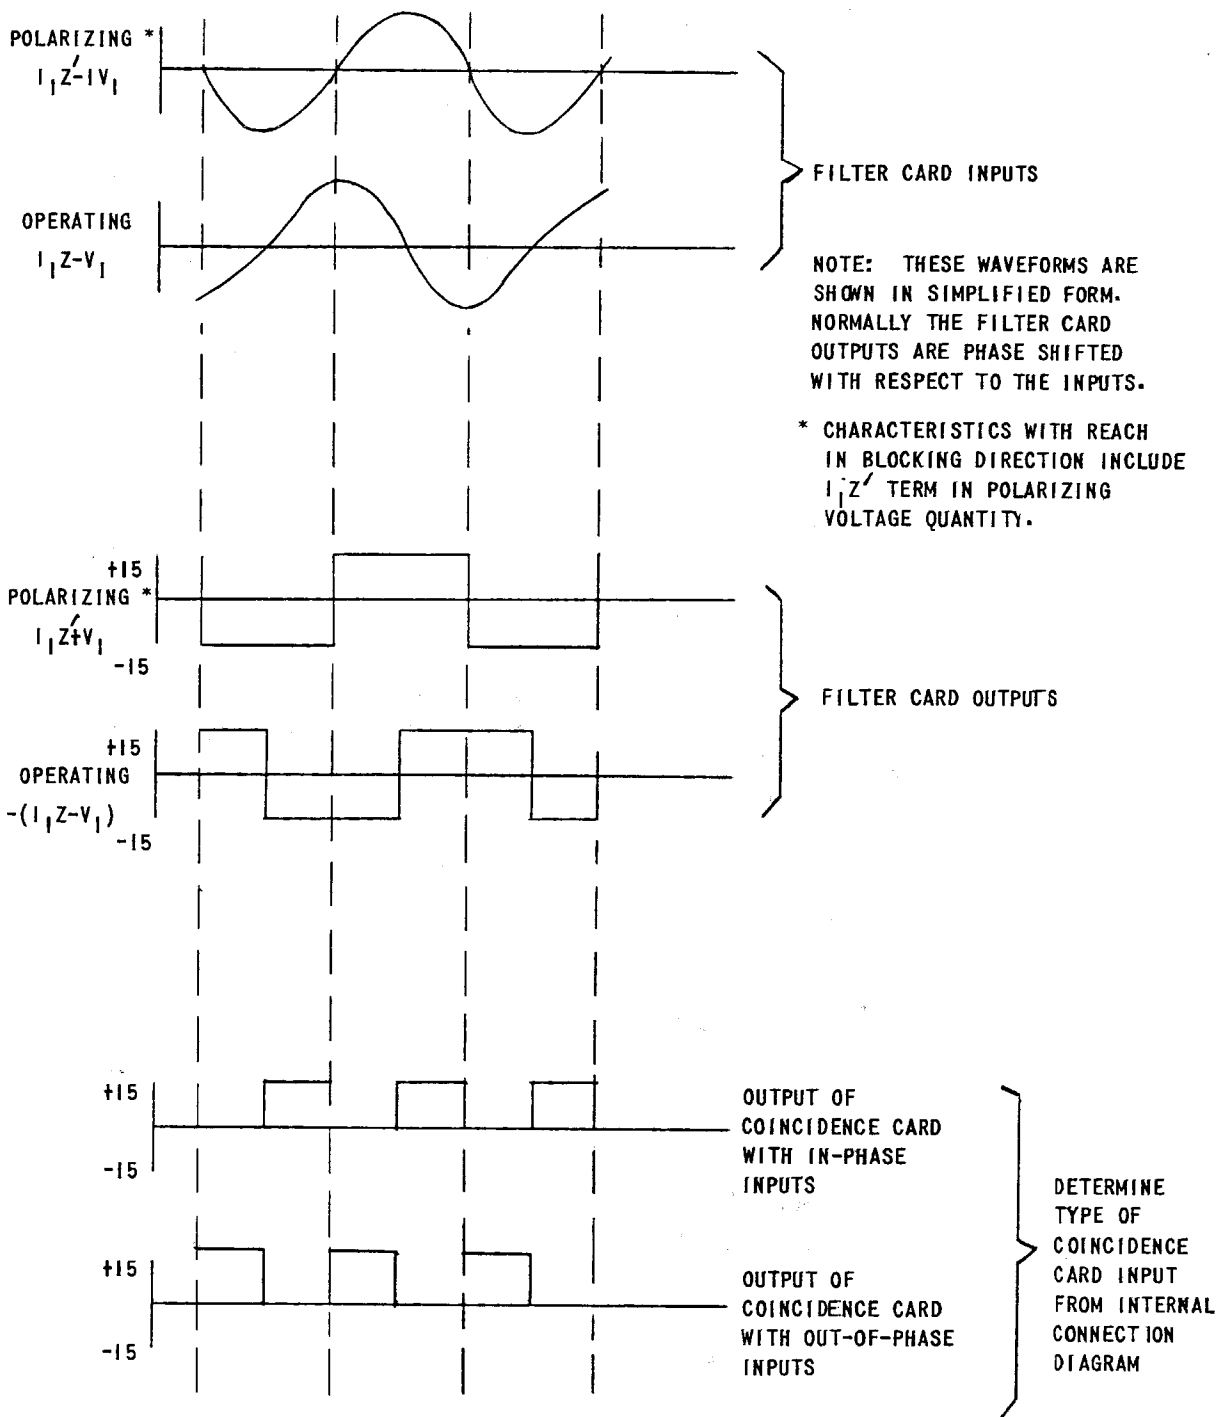 POLARIZING *
I₁Z′-IV₁
OPERATING
I₁Z-V₁
FILTER CARD INPUTS
NOTE: THESE WAVEFORMS ARE
SHOWN IN SIMPLIFIED FORM.
NORMALLY THE FILTER CARD
OUTPUTS ARE PHASE SHIFTED
WITH RESPECT TO THE INPUTS.
* CHARACTERISTICS WITH REACH
IN BLOCKING DIRECTION INCLUDE
I₁Z′ TERM IN POLARIZING
VOLTAGE QUANTITY.
+15
POLARIZING *
I₁Z′+V₁
-15
+15
OPERATING
-(I₁Z-V₁)
-15
FILTER CARD OUTPUTS
+15
-15
OUTPUT OF
COINCIDENCE CARD
WITH IN-PHASE
INPUTS
+15
-15
OUTPUT OF
COINCIDENCE CARD
WITH OUT-OF-PHASE
INPUTS
DETERMINE
TYPE OF
COINCIDENCE
CARD INPUT
FROM INTERNAL
CONNECTION
DIAGRAM